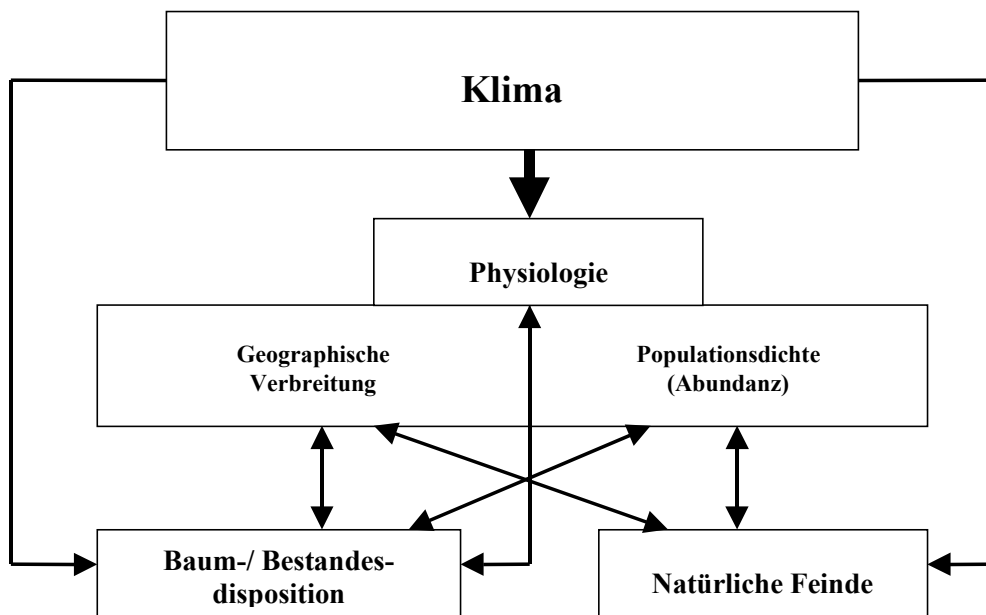 Klima
Physiologie
Geographische
Verbreitung
Populationsdichte
(Abundanz)
Baum-/ Bestandes-
disposition
Natürliche Feinde